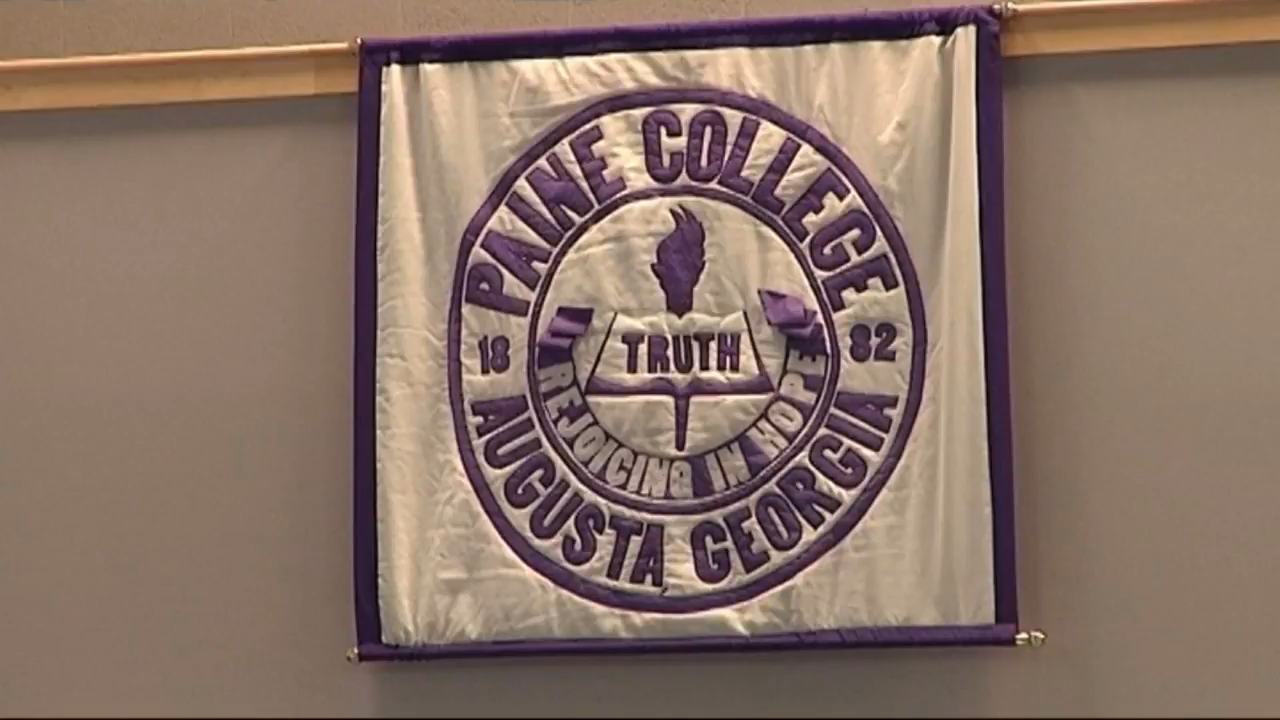 PAINE COLLEGE
18 82
TRUTH
REJOICING IN HOPE
AUGUSTA, GEORGIA